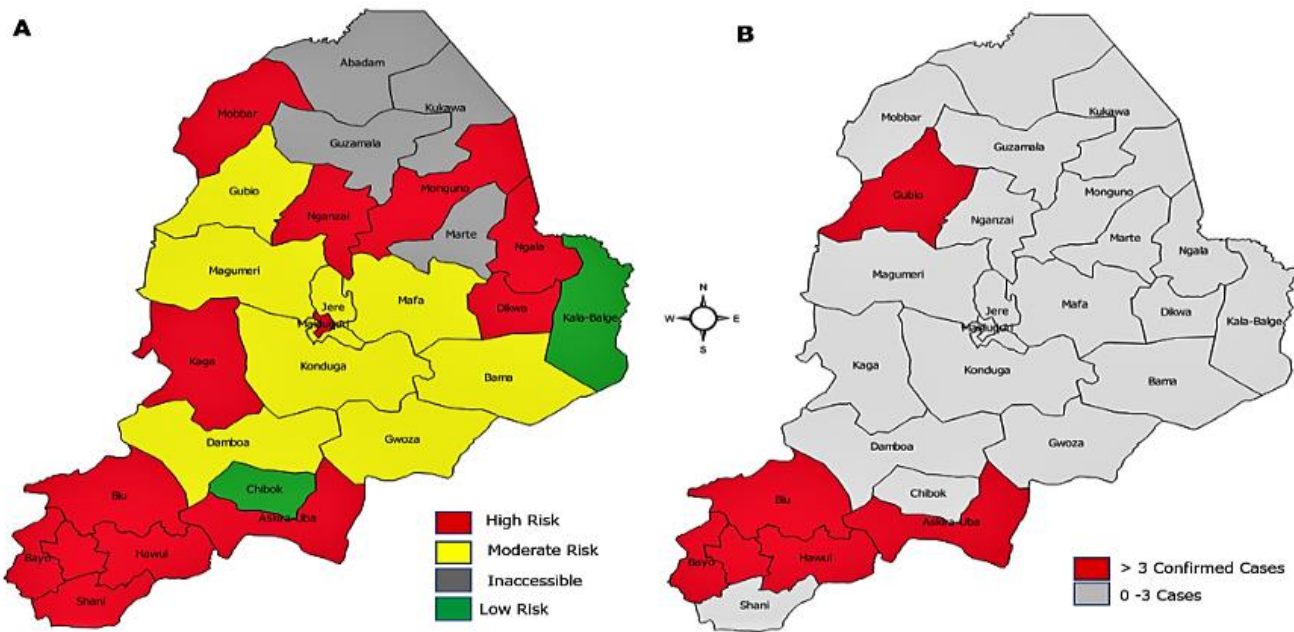 A
Abadam
Kukawa
Mobbar
Guzamala
Gubio
Monguno
Nganzai
Marte
Ngala
Magumeri
Jere
Mafa
Maiduguri
Dikwa
Kala-Balge
Kaga
Konduga
Bama
Damboa
Gwoza
Chibok
Biu
Askira-Uba
Bayo
Hawul
Shani
High Risk
Moderate Risk
Inaccessible
Low Risk
N
W
E
S
B
Kukawa
Mobbar
Guzamala
Gubio
Monguno
Nganzai
Marte
Ngala
Magumeri
Jere
Mafa
Maiduguri
Dikwa
Kala-Balge
Kaga
Konduga
Bama
Damboa
Gwoza
Chibok
Biu
Askira-Uba
Bayo
Hawul
Shani
> 3 Confirmed Cases
0 -3 Cases